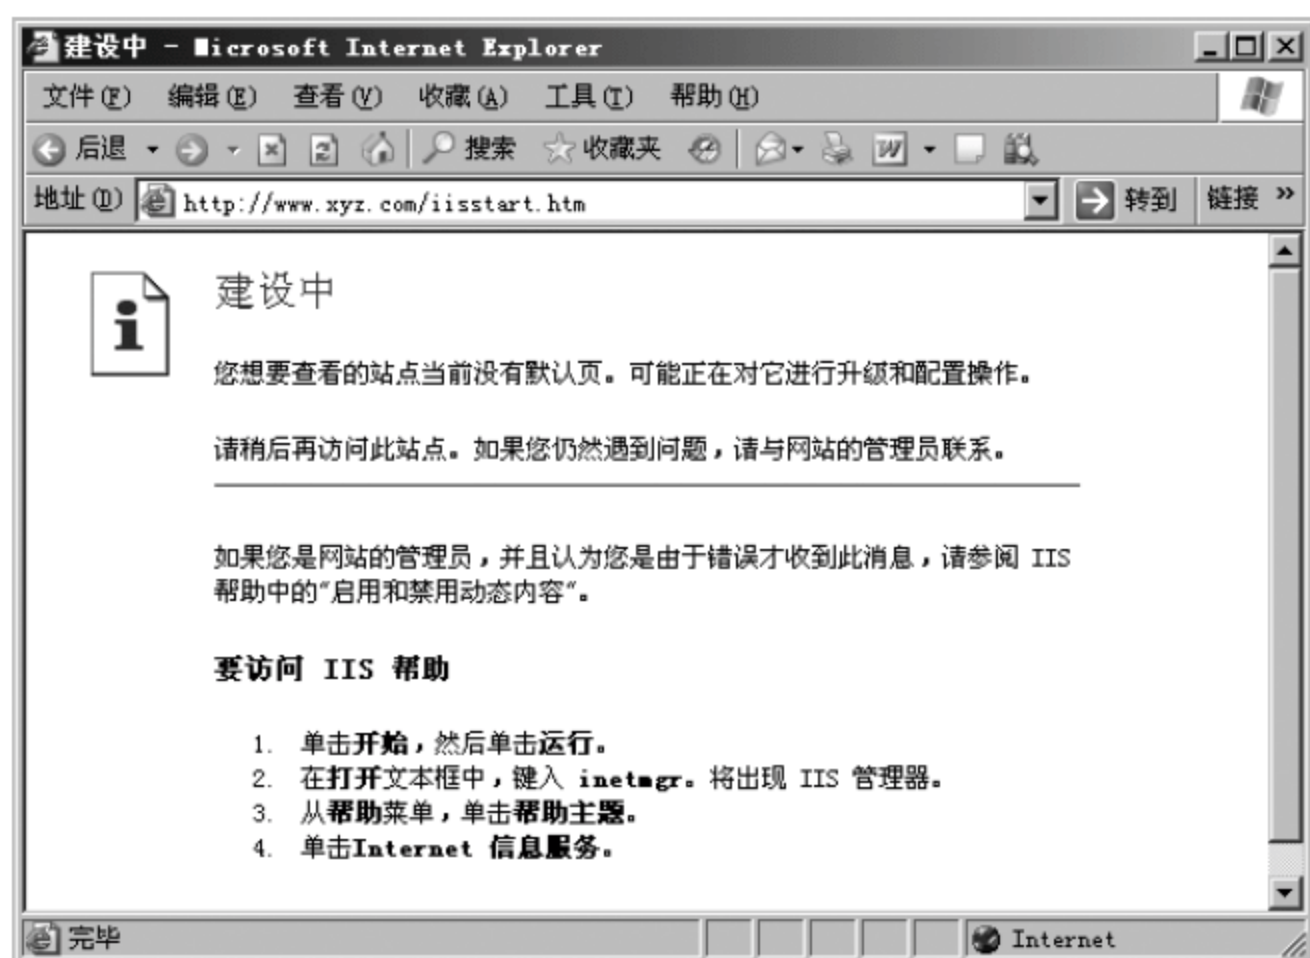 建设中 - Microsoft Internet Explorer
文件(F) 编辑(E) 查看(V) 收藏(A) 工具(T) 帮助(H)
后退 搜索 收藏夹 W
地址(D) http://www.xyz.com/iisstart.htm 转到 链接 »
建设中
您想要查看的站点当前没有默认页。可能正在对它进行升级和配置操作。
请稍后再访问此站点。如果您仍然遇到问题，请与网站的管理员联系。
如果您是网站的管理员，并且认为您是由于错误才收到此消息，请参阅 IIS
帮助中的"启用和禁用动态内容"。
要访问 IIS 帮助
1. 单击开始，然后单击运行。
2. 在打开文本框中，键入 inetmgr。将出现 IIS 管理器。
3. 从帮助菜单，单击帮助主题。
4. 单击Internet 信息服务。
完毕 Internet